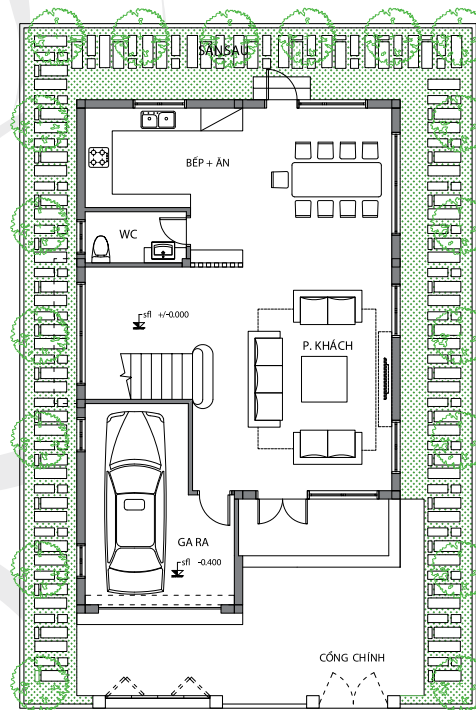 SÂN SAU
BẾP + ĂN
WC
sfl +/-0.000
P. KHÁCH
GA RA
sfl -0.400
CỔNG CHÍNH